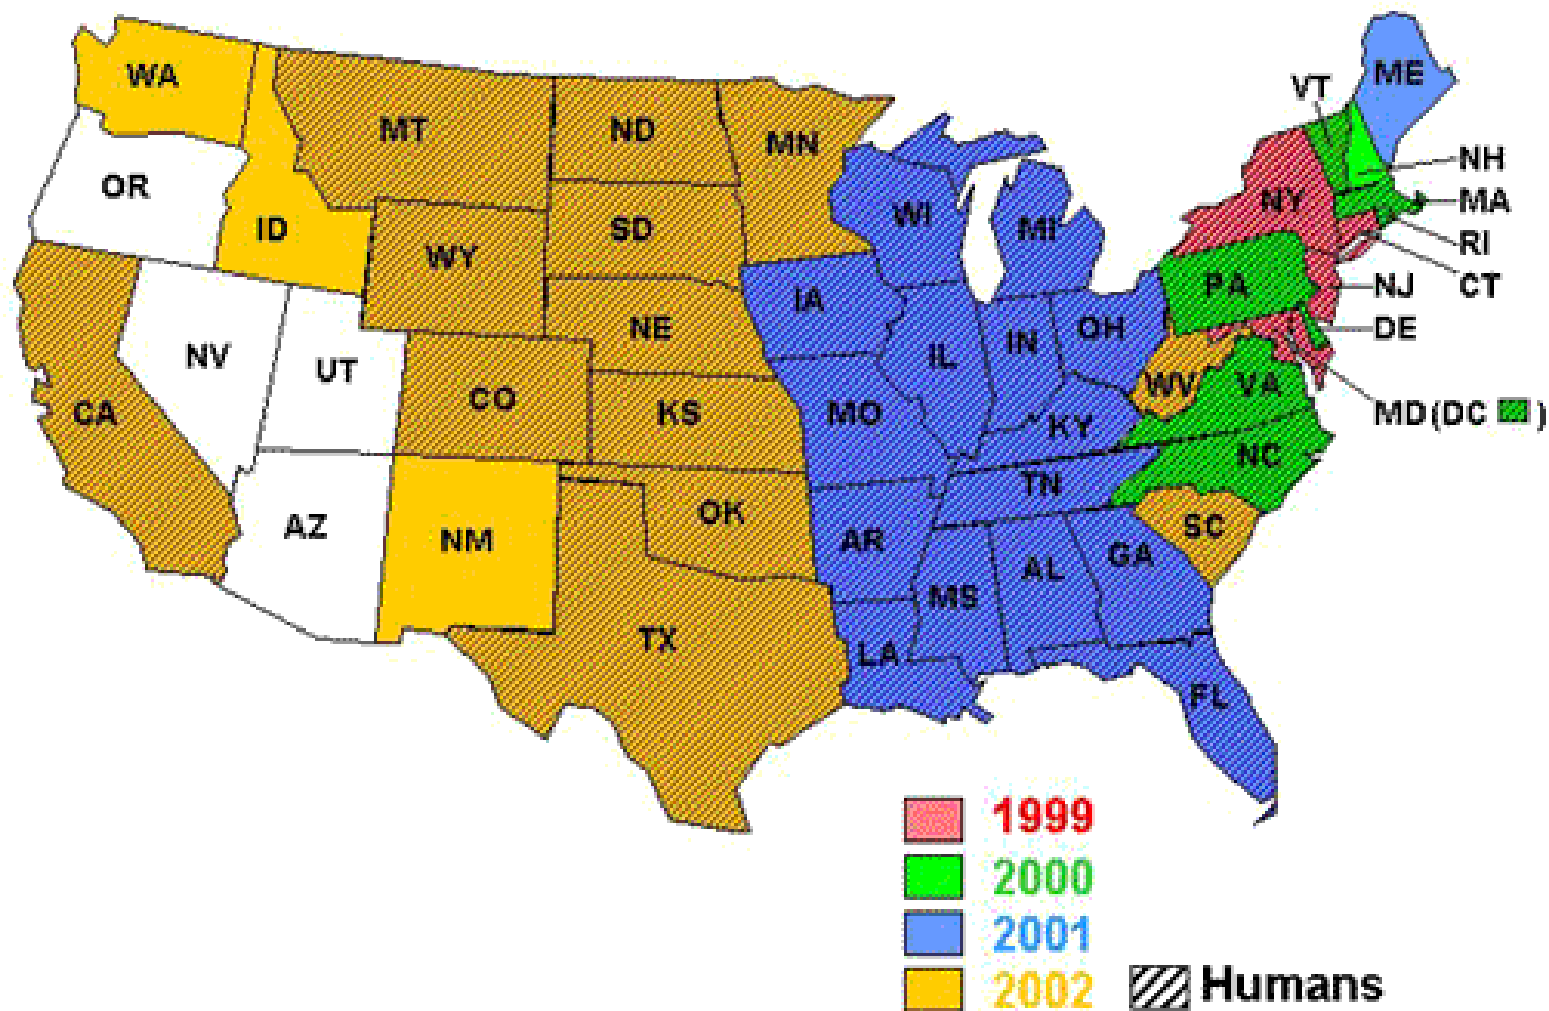 WA
MT
ND
MN
VT
ME
OR
ID
WY
SD
WI
MI
NY
NH
MA
RI
CT
NJ
PA
DE
NV
UT
CO
NE
IA
IL
IN
OH
WV
VA
MD (DC )
CA
KS
MO
KY
NC
AZ
NM
OK
AR
TN
SC
TX
LA
MS
AL
GA
FL
1999
2000
2001
2002
Humans